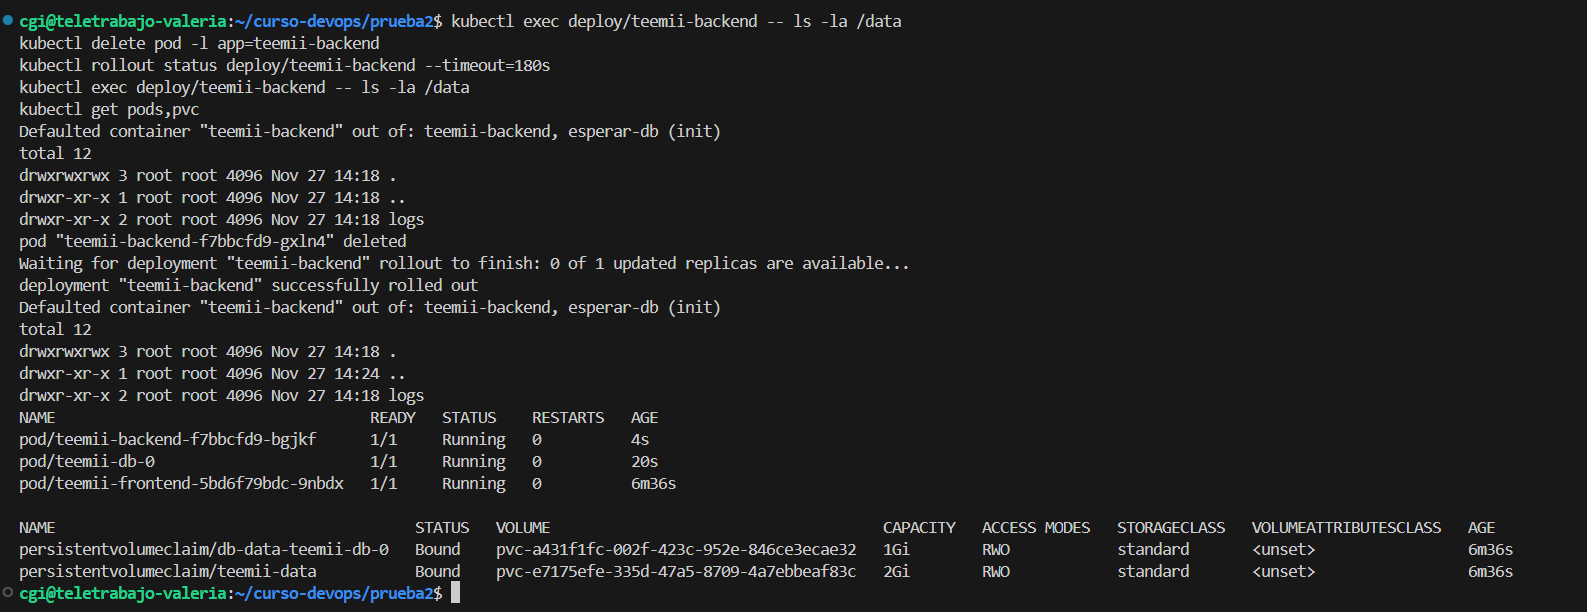 cgi@teletrabajo-valeria:~/curso-devops/prueba2$ kubectl exec deploy/teemii-backend -- ls -la /data
kubectl delete pod -l app=teemii-backend
kubectl rollout status deploy/teemii-backend --timeout=180s
kubectl exec deploy/teemii-backend -- ls -la /data
kubectl get pods,pvc
Defaulted container "teemii-backend" out of: teemii-backend, esperar-db (init)
total 12
drwxrwxrwx 3 root root 4096 Nov 27 14:18 .
drwxr-xr-x 1 root root 4096 Nov 27 14:18 ..
drwxr-xr-x 2 root root 4096 Nov 27 14:18 logs
pod "teemii-backend-f7bbcfd9-gxln4" deleted
Waiting for deployment "teemii-backend" rollout to finish: 0 of 1 updated replicas are available...
deployment "teemii-backend" successfully rolled out
Defaulted container "teemii-backend" out of: teemii-backend, esperar-db (init)
total 12
drwxrwxrwx 3 root root 4096 Nov 27 14:18 .
drwxr-xr-x 1 root root 4096 Nov 27 14:24 ..
drwxr-xr-x 2 root root 4096 Nov 27 14:18 logs
NAME READY STATUS RESTARTS AGE
pod/teemii-backend-f7bbcfd9-bgjkf 1/1 Running 0 4s
pod/teemii-db-0 1/1 Running 0 20s
pod/teemii-frontend-5bd6f79bdc-9nbdx 1/1 Running 0 6m36s
NAME STATUS VOLUME CAPACITY ACCESS MODES STORAGECLASS VOLUMEATTRIBUTESCLASS AGE
persistentvolumeclaim/db-data-teemii-db-0 Bound pvc-a431f1fc-002f-423c-952e-846ce3ecae32 1Gi RWO standard <unset> 6m36s
persistentvolumeclaim/teemii-data Bound pvc-e7175efe-335d-47a5-8709-4a7ebbeaf83c 2Gi RWO standard <unset> 6m36s
cgi@teletrabajo-valeria:~/curso-devops/prueba2$